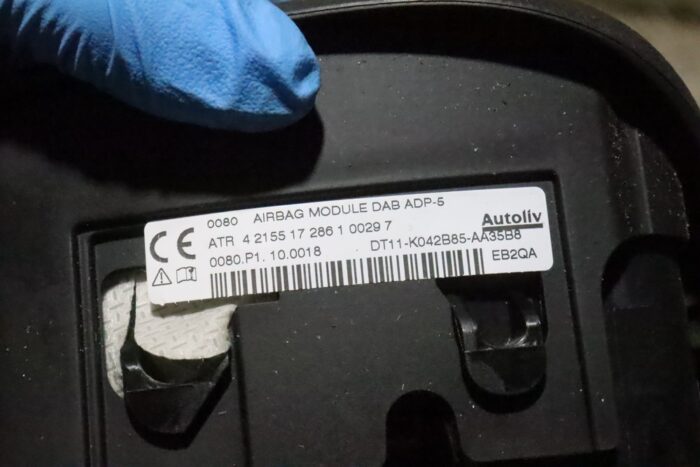 0080 AIRBAG MODULE DAB ADP-5
Autoliv
CE
ATR 4 2155 17 286 1 0029 7
0080.P1. 10.0018 DT11-K042B85-AA35B8
EB2QA